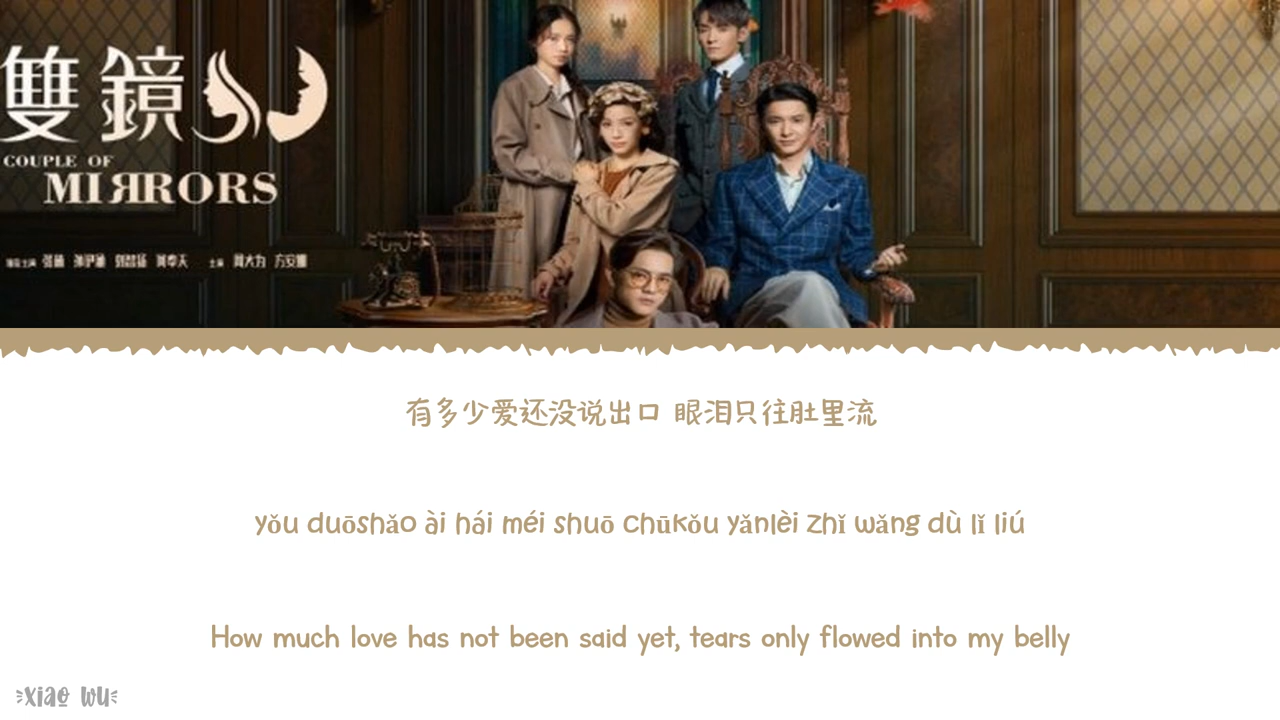 雙鏡
COUPLE OF
MIRRORS
有多少爱还没说出口 眼泪只往肚里流
yǒu duōshǎo ài hái méi shuō chūkǒu yǎnlèi zhǐ wǎng dù lǐ liú
How much love has not been said yet, tears only flowed into my belly
xiao wu